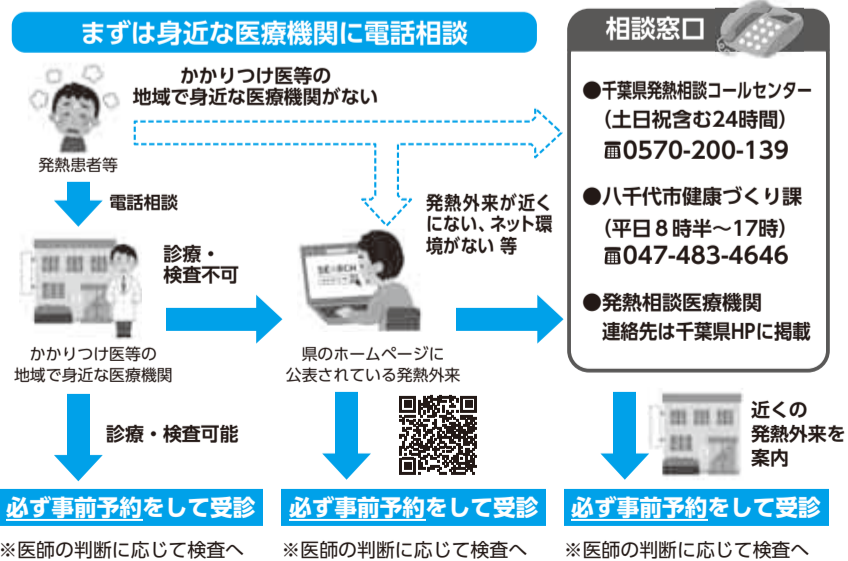 まずは身近な医療機関に電話相談
かかりつけ医等の
地域で身近な医療機関がない
発熱患者等
電話相談
診療・
検査不可
かかりつけ医等の
地域で身近な医療機関
診療・検査可能
必ず事前予約をして受診
※医師の判断に応じて検査へ
発熱外来が近く
にない、ネット環
境がない 等
SEARCH
県のホームページに
公表されている発熱外来
必ず事前予約をして受診
※医師の判断に応じて検査へ
相談窓口
●千葉県発熱相談コールセンター
(土日祝含む24時間)
☎0570-200-139
●八千代市健康づくり課
(平日8時半〜17時)
☎047-483-4646
●発熱相談医療機関
連絡先は千葉県HPに掲載
近くの
発熱外来を
案内
必ず事前予約をして受診
※医師の判断に応じて検査へ